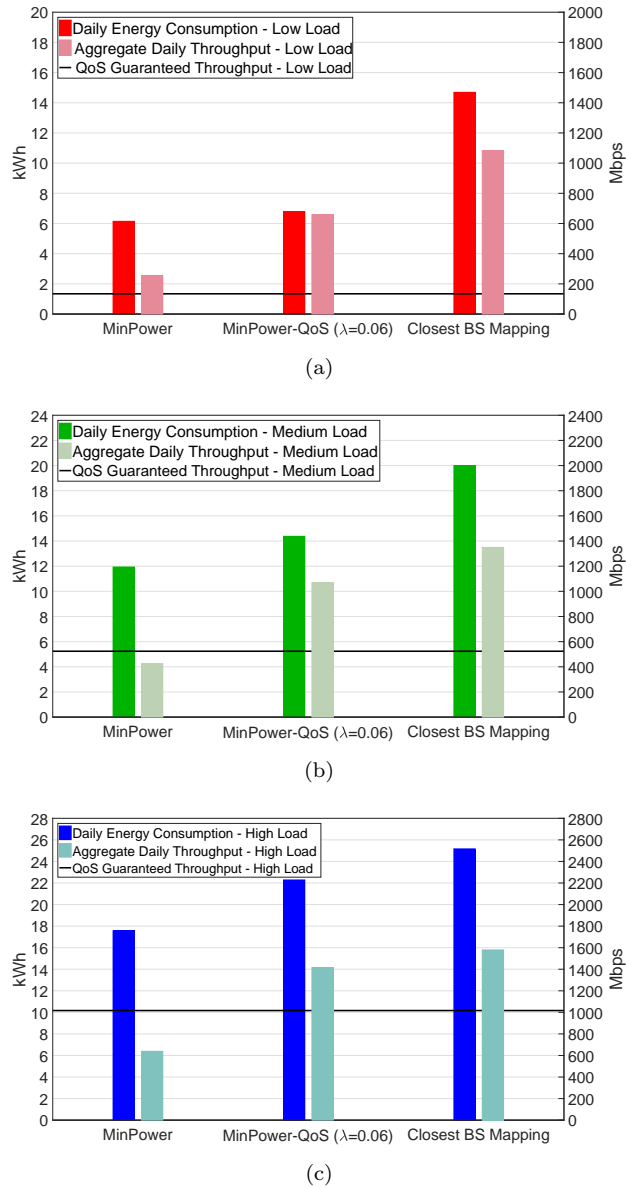 20
18
16
14
12
10
8
6
4
2
0
kWh
Daily Energy Consumption - Low Load
Aggregate Daily Throughput - Low Load
QoS Guaranteed Throughput - Low Load
2000
1800
1600
1400
1200
1000
800
600
400
200
0
Mbps
MinPower
MinPower-QoS (λ=0.06)
Closest BS Mapping
(a)
24
22
20
18
16
14
12
10
8
6
4
2
0
kWh
Daily Energy Consumption - Medium Load
Aggregate Daily Throughput - Medium Load
QoS Guaranteed Throughput - Medium Load
2400
2200
2000
1800
1600
1400
1200
1000
800
600
400
200
0
Mbps
MinPower
MinPower-QoS (λ=0.06)
Closest BS Mapping
(b)
28
26
24
22
20
18
16
14
12
10
8
6
4
2
0
kWh
Daily Energy Consumption - High Load
Aggregate Daily Throughput - High Load
QoS Guaranteed Throughput - High Load
2800
2600
2400
2200
2000
1800
1600
1400
1200
1000
800
600
400
200
0
Mbps
MinPower
MinPower-QoS (λ=0.06)
Closest BS Mapping
(c)